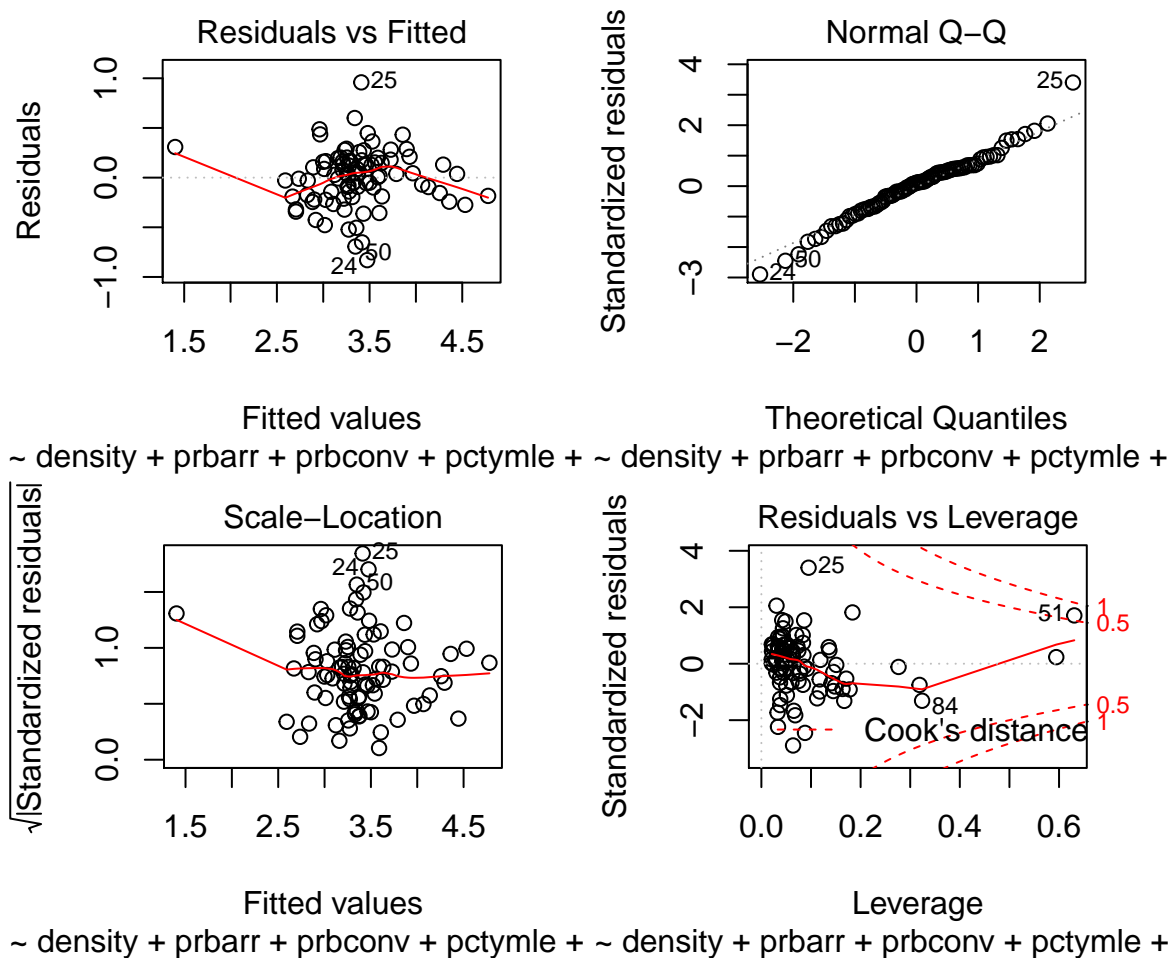 Residuals vs Fitted
Residuals
1.0
0.0
−1.0
25
50
24
1.5 2.5 3.5 4.5
Fitted values
~ density + prbarr + prbconv + pctymle +
Normal Q−Q
Standardized residuals
4
2
0
−3
25
50
24
−2 0 1 2
Theoretical Quantiles
~ density + prbarr + prbconv + pctymle +
Scale−Location
√|Standardized residuals|
1.0
0.0
25
24
50
1.5 2.5 3.5 4.5
Fitted values
~ density + prbarr + prbconv + pctymle +
Residuals vs Leverage
Standardized residuals
4
2
0
−2
25
51
84
1
0.5
0.5
1
Cook's distance
0.0 0.2 0.4 0.6
Leverage
~ density + prbarr + prbconv + pctymle +